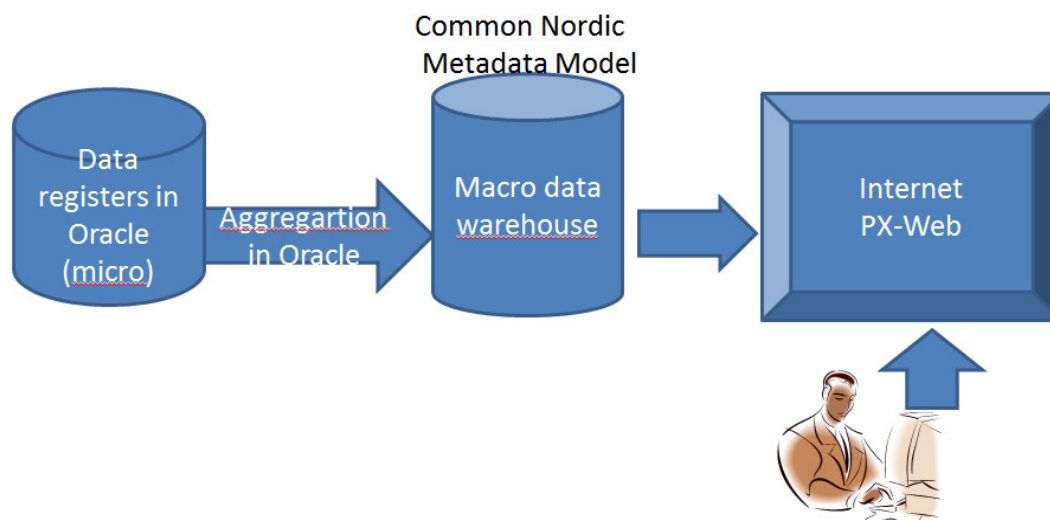 Common Nordic
Metadata Model
Data
registers in
Oracle
(micro)
Aggregartion
in Oracle
Macro data
warehouse
Internet
PX-Web